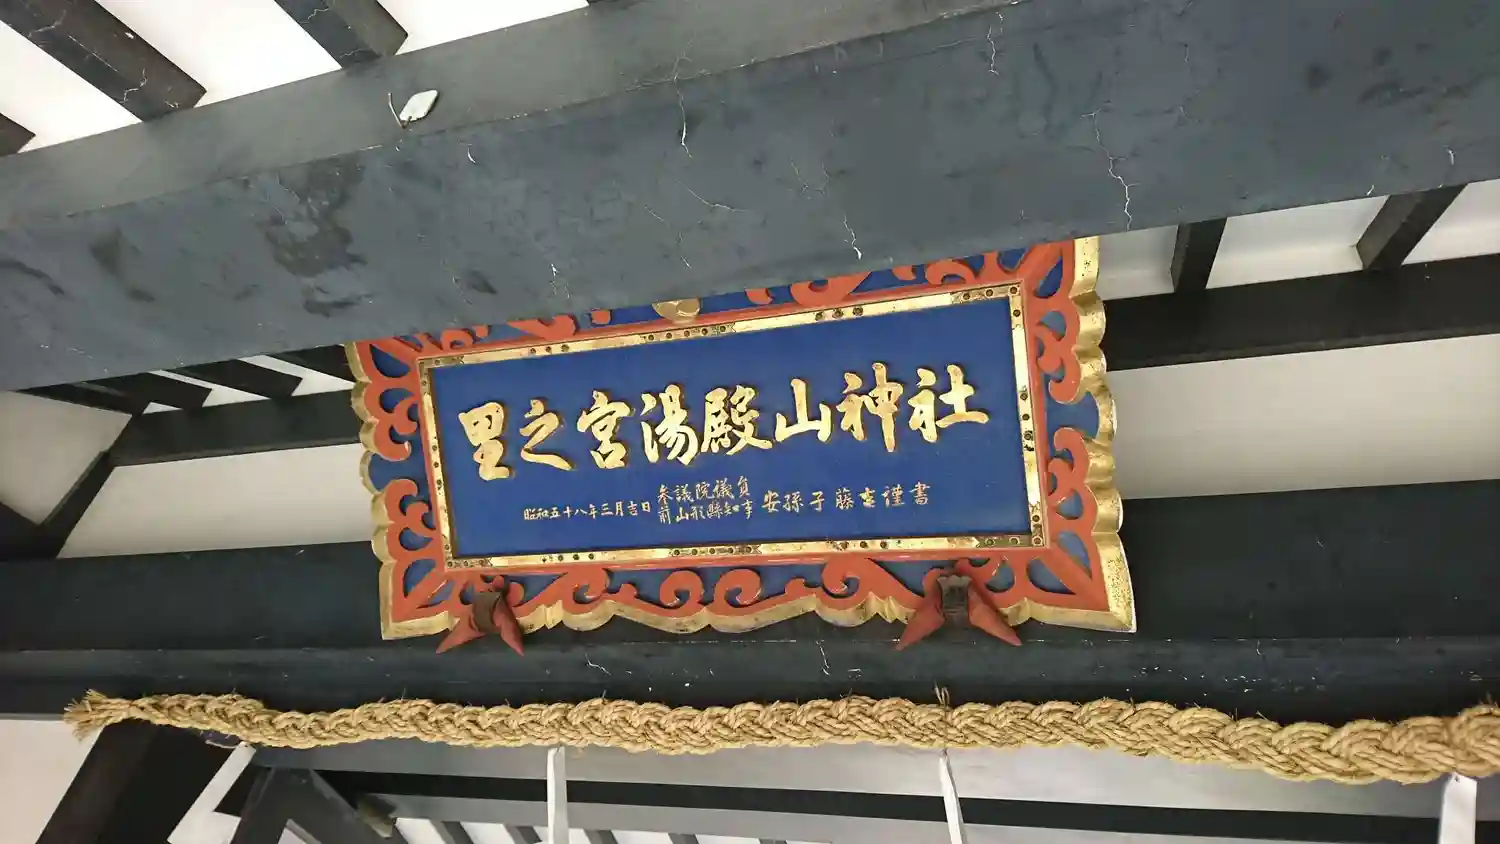 里之宮湯殿山神社
昭和五十八年三月吉日
参議院議員
前山形縣知事
安孫子藤吉謹書